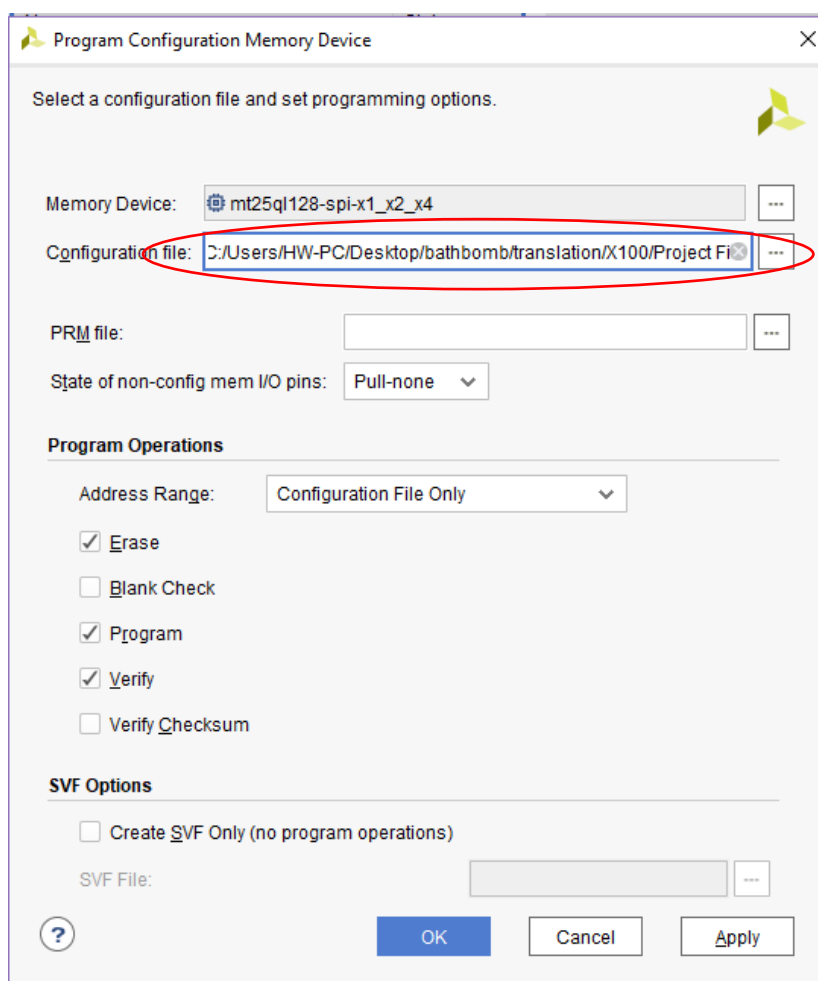 Program Configuration Memory Device
Select a configuration file and set programming options.
Memory Device: mt25ql128-spi-x1_x2_x4 ...
Configuration file: C:/Users/HW-PC/Desktop/bathbomb/translation/X100/Project Fi ...
PRM file: ...
State of non-config mem I/O pins: Pull-none
Program Operations
Address Range: Configuration File Only
Erase
Blank Check
Program
Verify
Verify Checksum
SVF Options
Create SVF Only (no program operations)
SVF File: ...
? OK Cancel Apply